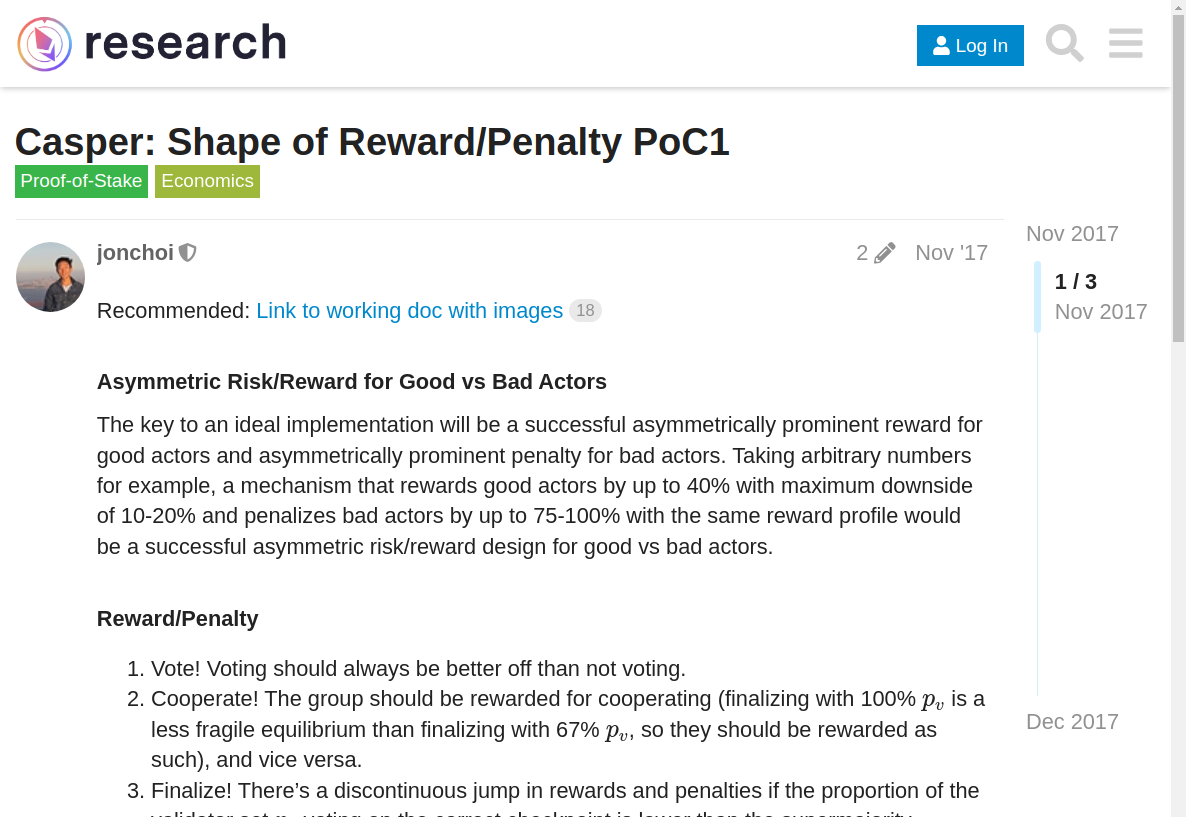 research
Log In
Casper: Shape of Reward/Penalty PoC1
Proof-of-Stake Economics
jonchoi 2 Nov '17
Recommended: Link to working doc with images 18
Asymmetric Risk/Reward for Good vs Bad Actors
The key to an ideal implementation will be a successful asymmetrically prominent reward for
good actors and asymmetrically prominent penalty for bad actors. Taking arbitrary numbers
for example, a mechanism that rewards good actors by up to 40% with maximum downside
of 10-20% and penalizes bad actors by up to 75-100% with the same reward profile would
be a successful asymmetric risk/reward design for good vs bad actors.
Reward/Penalty
1. Vote! Voting should always be better off than not voting.
2. Cooperate! The group should be rewarded for cooperating (finalizing with 100% p_v is a
less fragile equilibrium than finalizing with 67% p_v, so they should be rewarded as
such), and vice versa.
3. Finalize! There’s a discontinuous jump in rewards and penalties if the proportion of the
Nov 2017
1 / 3
Nov 2017
Dec 2017